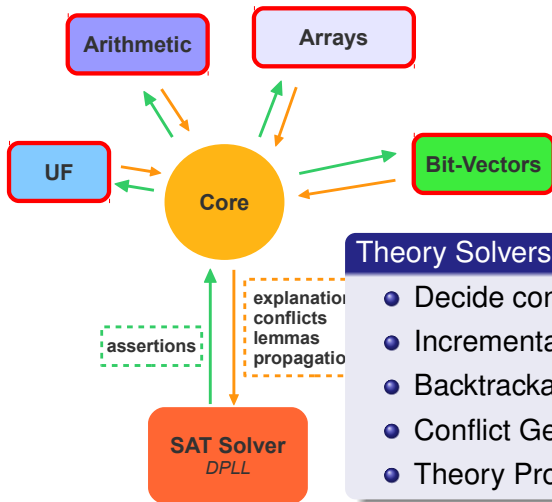 Arithmetic
Arrays
UF
Core
Bit-Vectors
assertions
explanation
conflicts
lemmas
propagatio
SAT Solver
DPLL
Theory Solvers
Decide con
Incrementa
Backtracka
Conflict Ge
Theory Pro